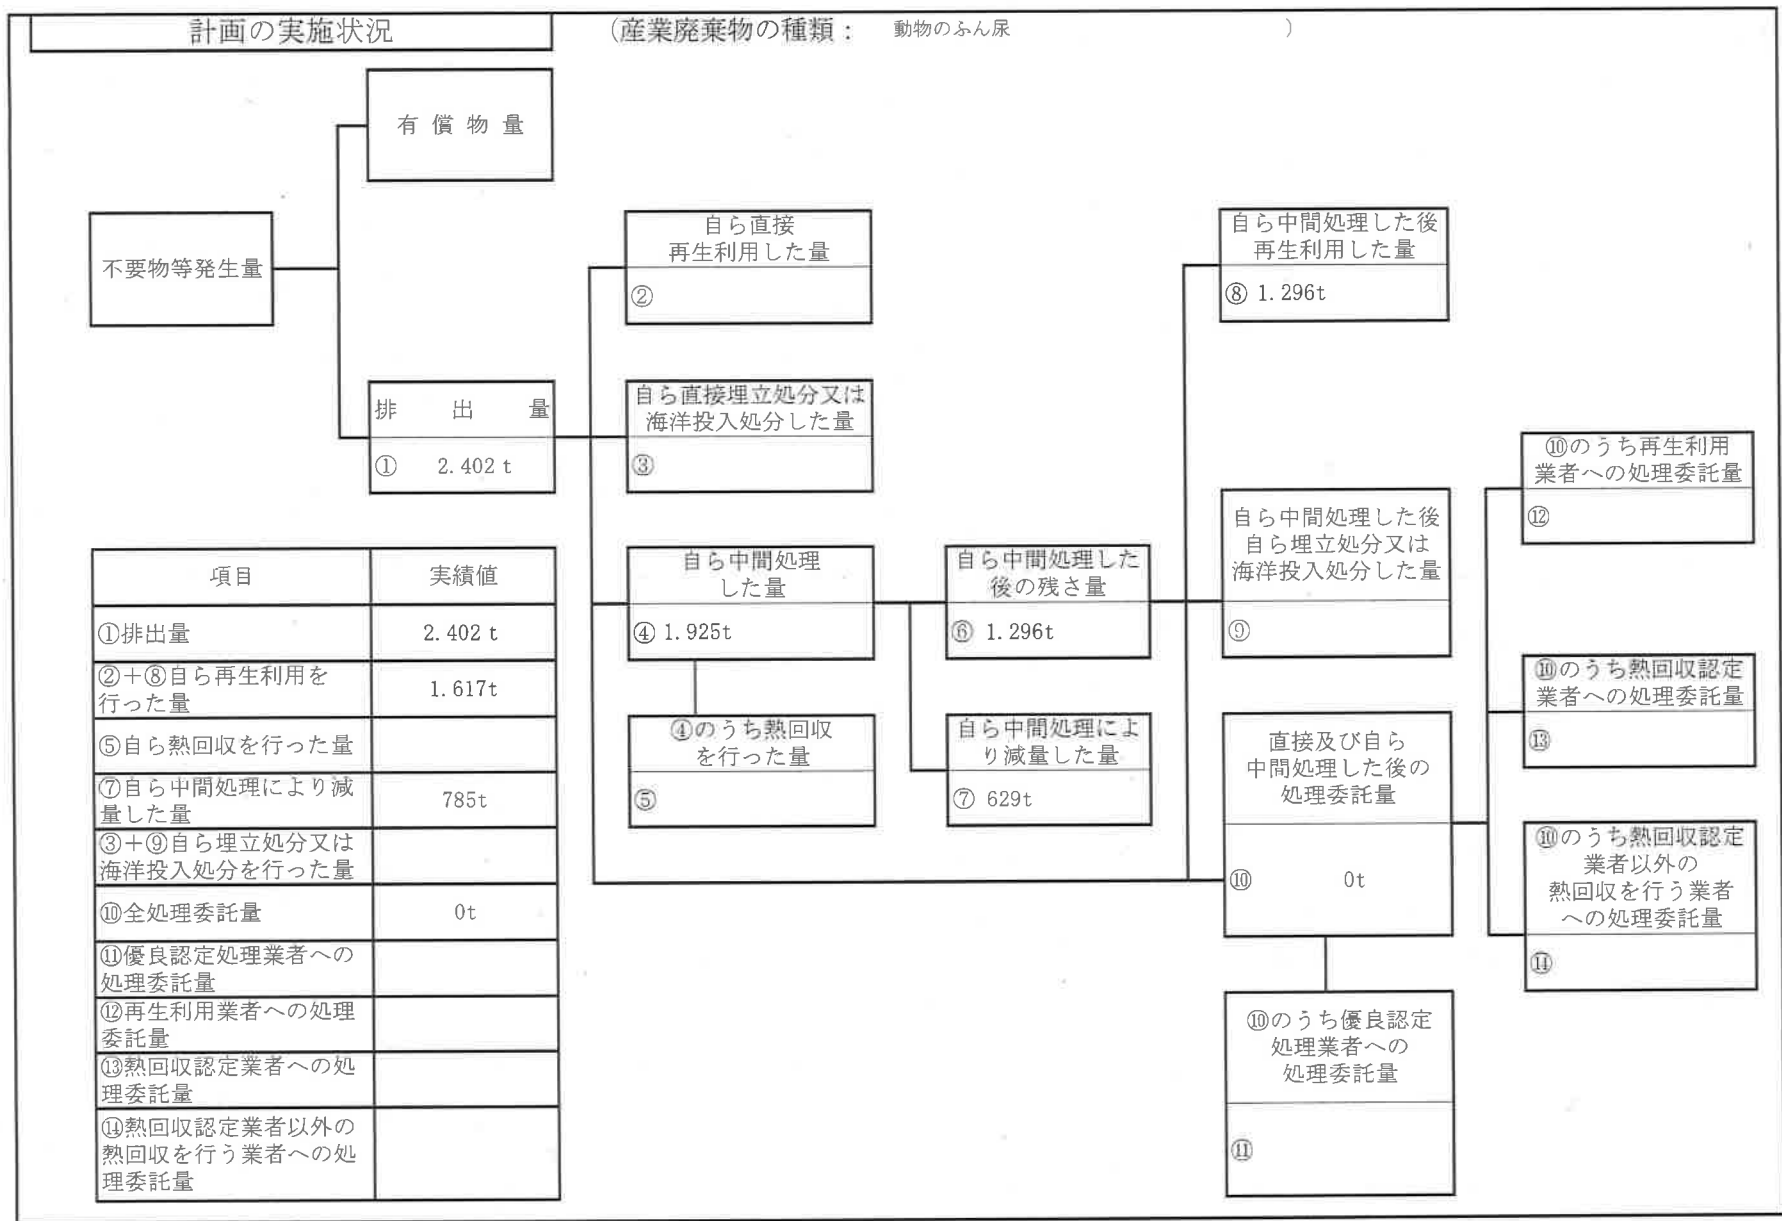 計画の実施状況
(産業廃棄物の種類： 動物のふん尿 )
有償物量
不要物等発生量
排出量
① 2.402 t
自ら直接
再生利用した量
②
自ら直接埋立処分又は
海洋投入処分した量
③
自ら中間処理
した量
④ 1.925t
④のうち熱回収
を行った量
⑤
自ら中間処理した
後の残さ量
⑥ 1.296t
自ら中間処理によ
り減量した量
⑦ 629t
自ら中間処理した後
再生利用した量
⑧ 1.296t
自ら中間処理した後
自ら埋立処分又は
海洋投入処分した量
⑨
直接及び自ら
中間処理した後の
処理委託量
⑩ 0t
⑩のうち優良認定
処理業者への
処理委託量
⑪
⑩のうち再生利用
業者への処理委託量
⑫
⑩のうち熱回収認定
業者への処理委託量
⑬
⑩のうち熱回収認定
業者以外の
熱回収を行う業者
への処理委託量
⑭
項目 実績値
①排出量 2.402 t
②＋⑧自ら再生利用を
行った量 1.617t
⑤自ら熱回収を行った量
⑦自ら中間処理により減
量した量 785t
③＋⑨自ら埋立処分又は
海洋投入処分を行った量
⑩全処理委託量 0t
⑪優良認定処理業者への
処理委託量
⑫再生利用業者への処理
委託量
⑬熱回収認定業者への処
理委託量
⑭熱回収認定業者以外の
熱回収を行う業者への処
理委託量